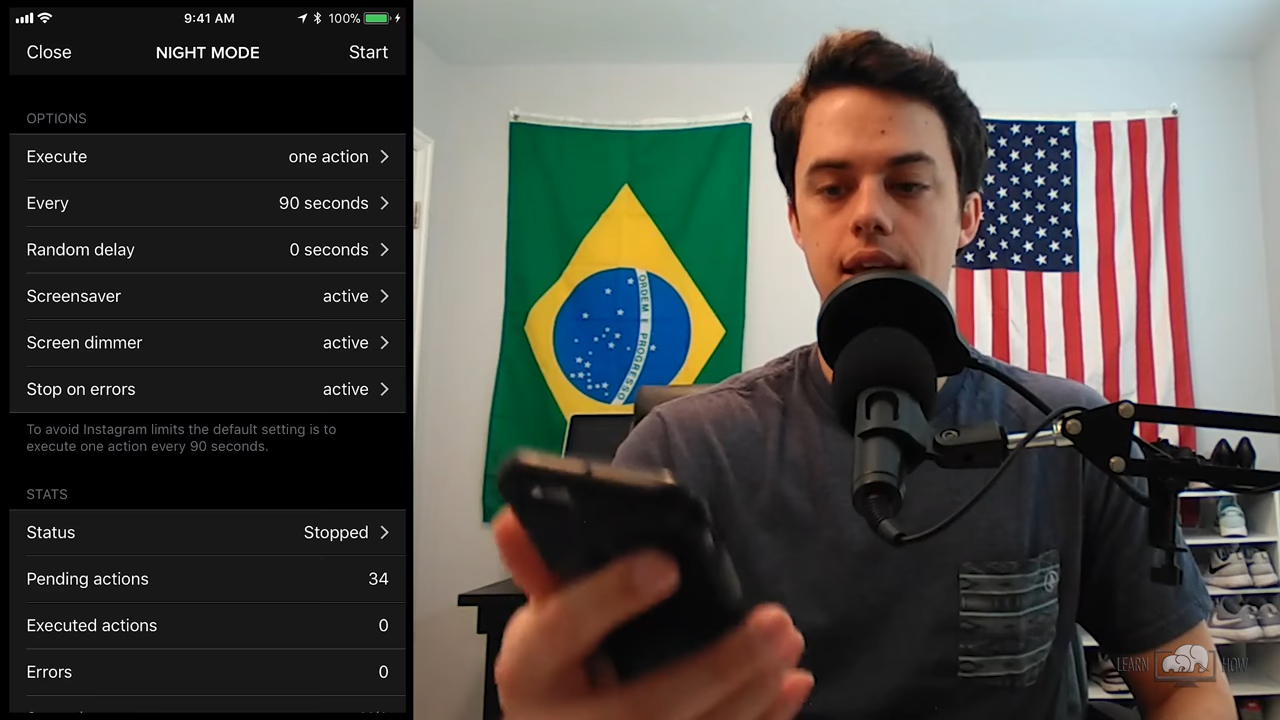 9:41 AM 100%
Close NIGHT MODE Start
OPTIONS
Execute one action
Every 90 seconds
Random delay 0 seconds
Screensaver active
Screen dimmer active
Stop on errors active
To avoid Instagram limits the default setting is to
execute one action every 90 seconds.
STATS
Status Stopped
Pending actions 34
Executed actions 0
Errors 0
ORDEM E PROGRESSO
LEARN HOW